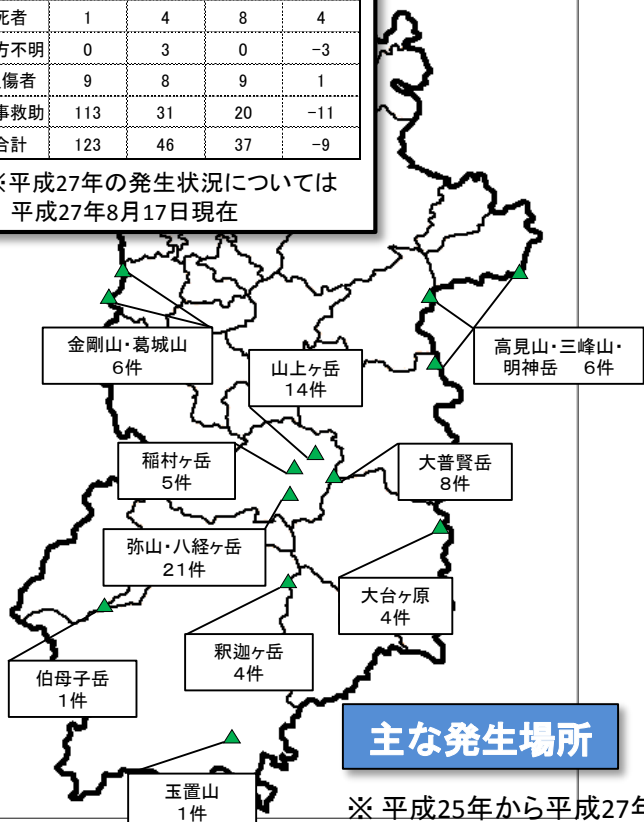 死者 1 4 8 4
方不明 0 3 0 -3
傷者 9 8 9 1
事救助 113 31 20 -11
合計 123 46 37 -9
※平成27年の発生状況については
平成27年8月17日現在
金剛山・葛城山
6件
高見山・三峰山・
明神岳 6件
山上ヶ岳
14件
稲村ヶ岳
5件
大普賢岳
8件
弥山・八経ヶ岳
21件
大台ヶ原
4件
釈迦ヶ岳
4件
伯母子岳
1件
主な発生場所
玉置山
1件
※ 平成25年から平成27年